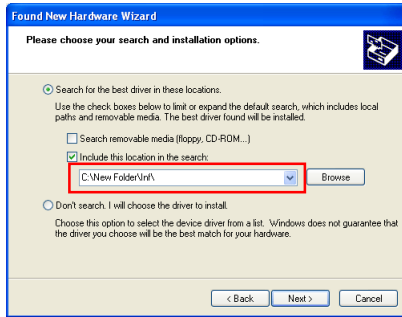 Found New Hardware Wizard
Please choose your search and installation options.
Search for the best driver in these locations.
Use the check boxes below to limit or expand the default search, which includes local
paths and removable media. The best driver found will be installed.
Search removable media (floppy, CD-ROM...)
Include this location in the search:
C:\New Folder\Inf\
Browse
Don't search. I will choose the driver to install.
Choose this option to select the device driver from a list. Windows does not guarantee that
the driver you choose will be the best match for your hardware.
< Back
Next >
Cancel